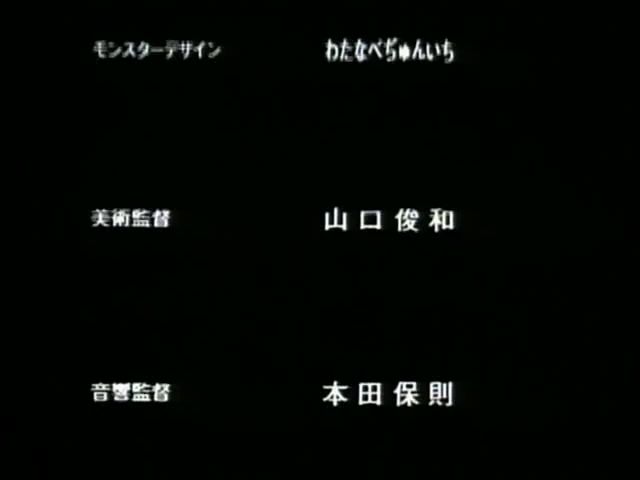 モンスターデザイン わたなべぢゅんいち
美術監督 山口俊和
音響監督 本田保則